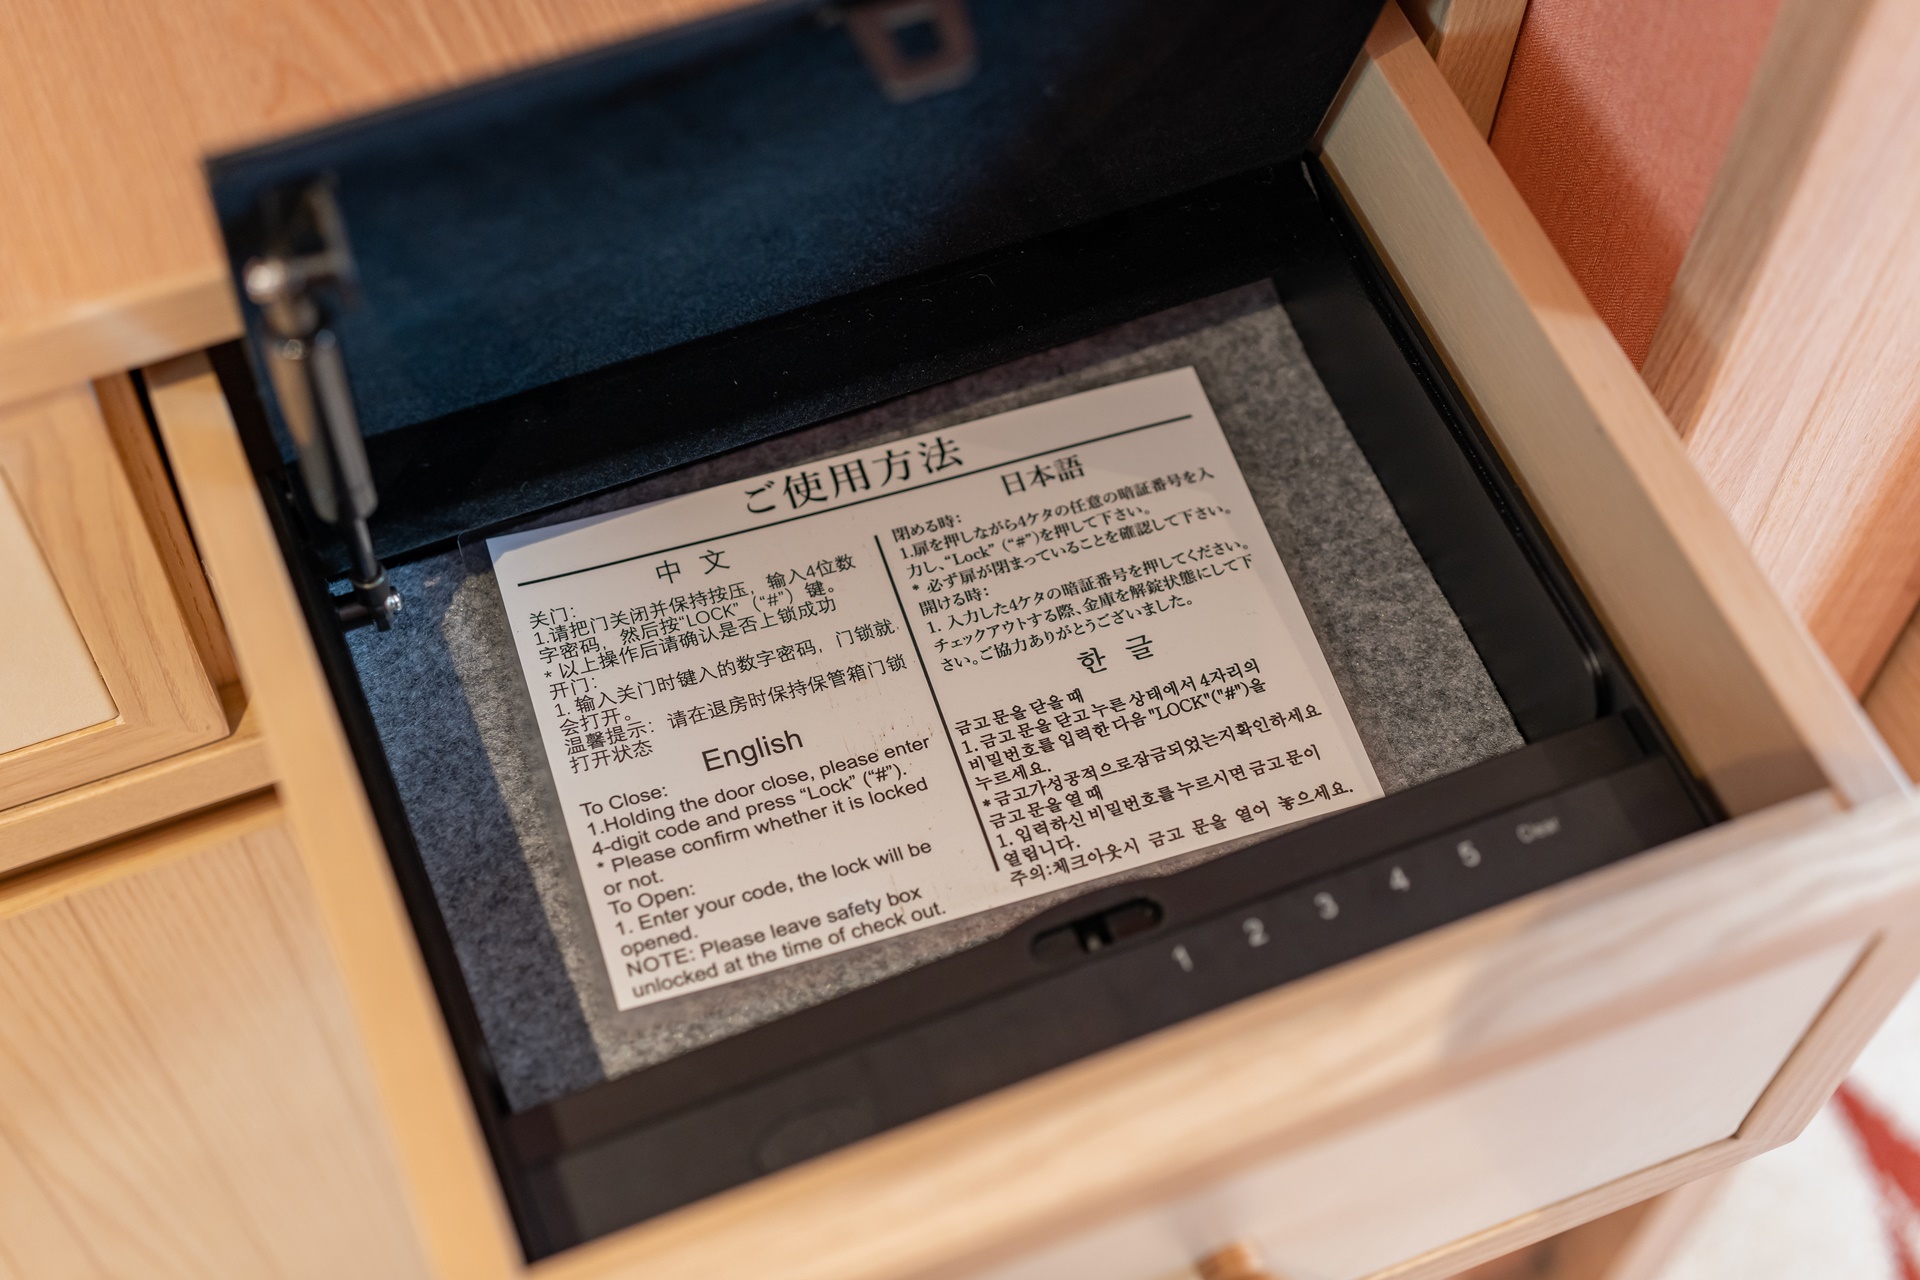 ご使用方法
中 文
关门:
1.请把门关闭并保持按压，输入4位数
字密码， 然后按“LOCK”（“#”）键。
* 以上操作后请确认是否上锁成功
开门:
1. 输入关门时键入的数字密码，门锁就
会打开。
温馨提示： 请在退房时保持保管箱门锁
打开状态
English
To Close:
1.Holding the door close, please enter
4-digit code and press “Lock” (“#”).
* Please confirm whether it is locked
or not.
To Open:
1. Enter your code, the lock will be
opened.
NOTE: Please leave safety box
unlocked at the time of check out.
日本語
閉める時:
1.扉を押しながら4ケタの任意の暗証番号を入
力し、“Lock” (“#”)を押して下さい。
* 必ず扉が閉まっていることを確認して下さい。
開ける時:
1. 入力した4ケタの暗証番号を押してください。
チェックアウトする際、金庫を解錠状態にして下
さい。ご協力ありがとうございました。
한 글
금고 문을 닫을 때
1. 금고 문을 닫고 누른 상태에서 4자리의
비밀번호를 입력한 다음 "LOCK"("#")을
누르세요.
*금고가성공적으로잠금되었는지확인하세요
금고 문을 열 때
1. 입력하신 비밀번호를 누르시면 금고 문이
열립니다.
주의:체크아웃시 금고 문을 열어 놓으세요.
1 2 3 4 5 Clear